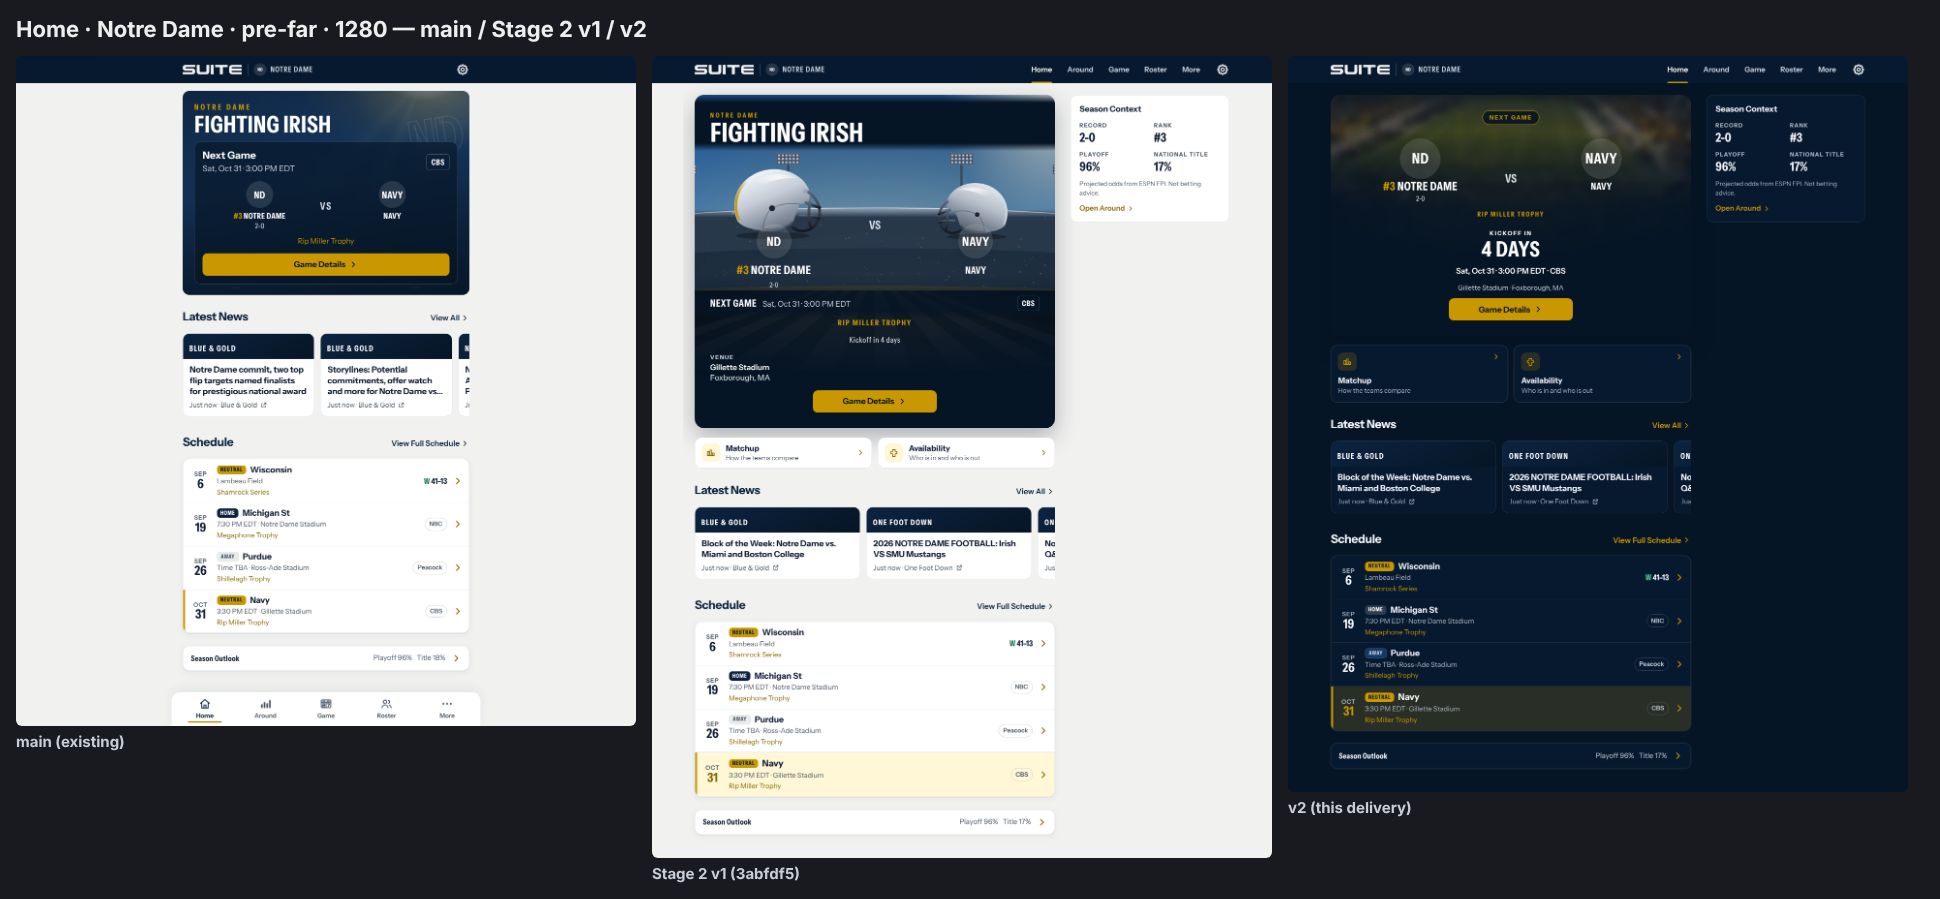 Home · Notre Dame · pre-far · 1280 — main / Stage 2 v1 / v2
SUITE
ND
NOTRE DAME
NOTRE DAME
FIGHTING IRISH
Next Game
Sat, Oct 31 · 3:00 PM EDT
CBS
ND
NAVY
VS
#3 NOTRE DAME
NAVY
2-0
Rip Miller Trophy
Game Details
Latest News
View All
BLUE & GOLD
BLUE & GOLD
N
Notre Dame commit, two top
flip targets named finalists
for prestigious national award
Just now · Blue & Gold
Storylines: Potential
commitments, offer watch
and more for Notre Dame vs...
Just now · Blue & Gold
N
A
F
Schedule
View Full Schedule
SEP
6
NEUTRAL Wisconsin
Lambeau Field
Shamrock Series
W 41-13
SEP
19
HOME Michigan St
7:30 PM EDT · Notre Dame Stadium
Megaphone Trophy
NBC
SEP
26
AWAY Purdue
Time TBA · Ross-Ade Stadium
Shillelagh Trophy
Peacock
OCT
31
NEUTRAL Navy
3:30 PM EDT · Gillette Stadium
Rip Miller Trophy
CBS
Season Outlook
Playoff 96% Title 18%
Home
Around
Game
Roster
More
main (existing)
SUITE
ND
NOTRE DAME
Home
Around
Game
Roster
More
NOTRE DAME
FIGHTING IRISH
ND
VS
NAVY
#3 NOTRE DAME
NAVY
2-0
NEXT GAME Sat, Oct 31 · 3:00 PM EDT
CBS
RIP MILLER TROPHY
Kickoff in 4 days
VENUE
Gillette Stadium
Foxborough, MA
Game Details
Season Context
RECORD
RANK
2-0
#3
PLAYOFF
NATIONAL TITLE
96%
17%
Projected odds from ESPN FPI. Not betting
advice.
Open Around
Matchup
How the teams compare
Availability
Who is in and who is out
Latest News
View All
BLUE & GOLD
ONE FOOT DOWN
ON
Block of the Week: Notre Dame vs.
Miami and Boston College
Just now · Blue & Gold
2026 NOTRE DAME FOOTBALL: Irish
VS SMU Mustangs
Just now · One Foot Down
No
Q&
Schedule
View Full Schedule
SEP
6
NEUTRAL Wisconsin
Lambeau Field
Shamrock Series
W 41-13
SEP
19
HOME Michigan St
7:30 PM EDT · Notre Dame Stadium
Megaphone Trophy
NBC
SEP
26
AWAY Purdue
Time TBA · Ross-Ade Stadium
Shillelagh Trophy
Peacock
OCT
31
NEUTRAL Navy
3:30 PM EDT · Gillette Stadium
Rip Miller Trophy
CBS
Season Outlook
Playoff 96% Title 17%
Stage 2 v1 (3abfdf5)
SUITE
ND
NOTRE DAME
Home
Around
Game
Roster
More
NEXT GAME
ND
NAVY
VS
#3 NOTRE DAME
NAVY
2-0
RIP MILLER TROPHY
KICKOFF IN
4 DAYS
Sat, Oct 31 · 3:00 PM EDT · CBS
Gillette Stadium · Foxborough, MA
Game Details
Season Context
RECORD
RANK
2-0
#3
PLAYOFF
NATIONAL TITLE
96%
17%
Projected odds from ESPN FPI. Not betting
advice.
Open Around
Matchup
How the teams compare
Availability
Who is in and who is out
Latest News
View All
BLUE & GOLD
ONE FOOT DOWN
ON
Block of the Week: Notre Dame vs.
Miami and Boston College
Just now · Blue & Gold
2026 NOTRE DAME FOOTBALL: Irish
VS SMU Mustangs
Just now · One Foot Down
No
Q&
Schedule
View Full Schedule
SEP
6
NEUTRAL Wisconsin
Lambeau Field
Shamrock Series
W 41-13
SEP
19
HOME Michigan St
7:30 PM EDT · Notre Dame Stadium
Megaphone Trophy
NBC
SEP
26
AWAY Purdue
Time TBA · Ross-Ade Stadium
Shillelagh Trophy
Peacock
OCT
31
NEUTRAL Navy
3:30 PM EDT · Gillette Stadium
Rip Miller Trophy
CBS
Season Outlook
Playoff 96% Title 17%
v2 (this delivery)